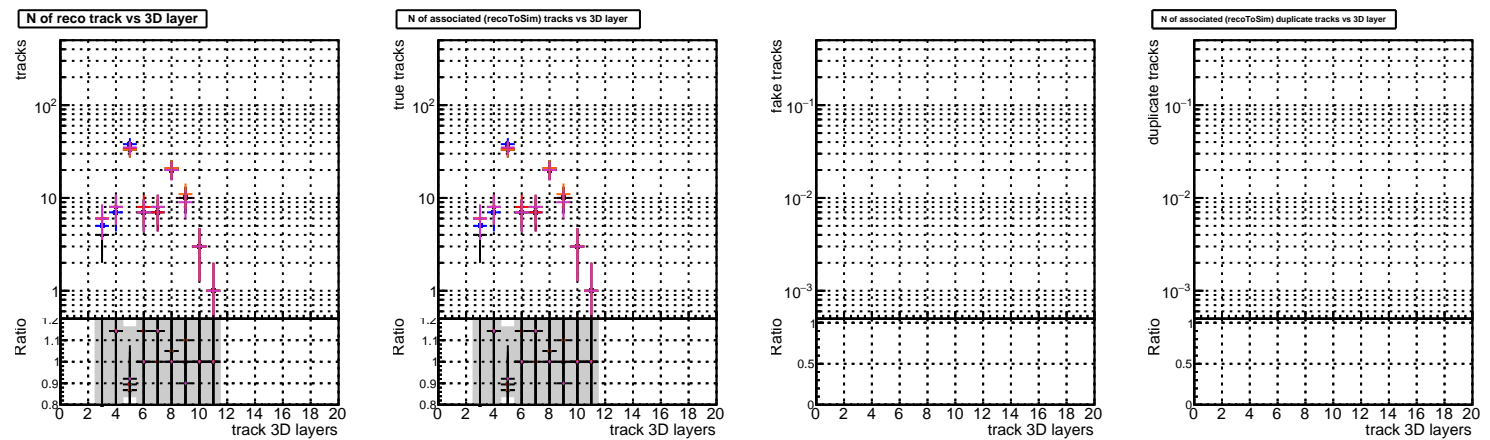 N of reco track vs 3D layer
tracks
10²
10
1
Ratio
1.2
1.1
1
0.9
0.8
0 2 4 6 8 10 12 14 16 18 20
track 3D layers
N of associated (recoToSim) tracks vs 3D layer
true tracks
10²
10
1
Ratio
1.2
1.1
1
0.9
0.8
0 2 4 6 8 10 12 14 16 18 20
track 3D layers
fake tracks
10⁻¹
10⁻²
10⁻³
Ratio
1
0.5
0
0 2 4 6 8 10 12 14 16 18 20
track 3D layers
N of associated (recoToSim) duplicate tracks vs 3D layer
duplicate tracks
10⁻¹
10⁻²
10⁻³
Ratio
1
0.5
0
0 2 4 6 8 10 12 14 16 18 20
track 3D layers